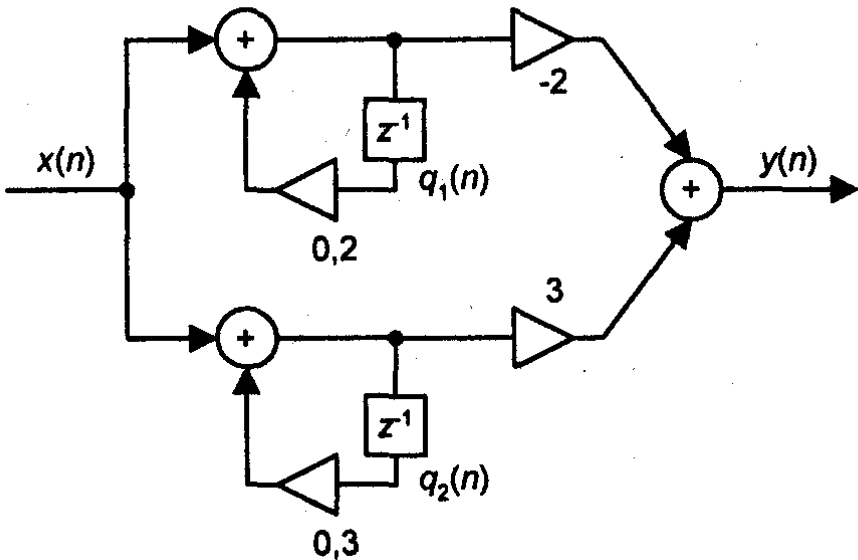 +
-2
z⁻¹
x(n)
q₁(n)
+
y(n)
0,2
3
+
z⁻¹
q₂(n)
0,3